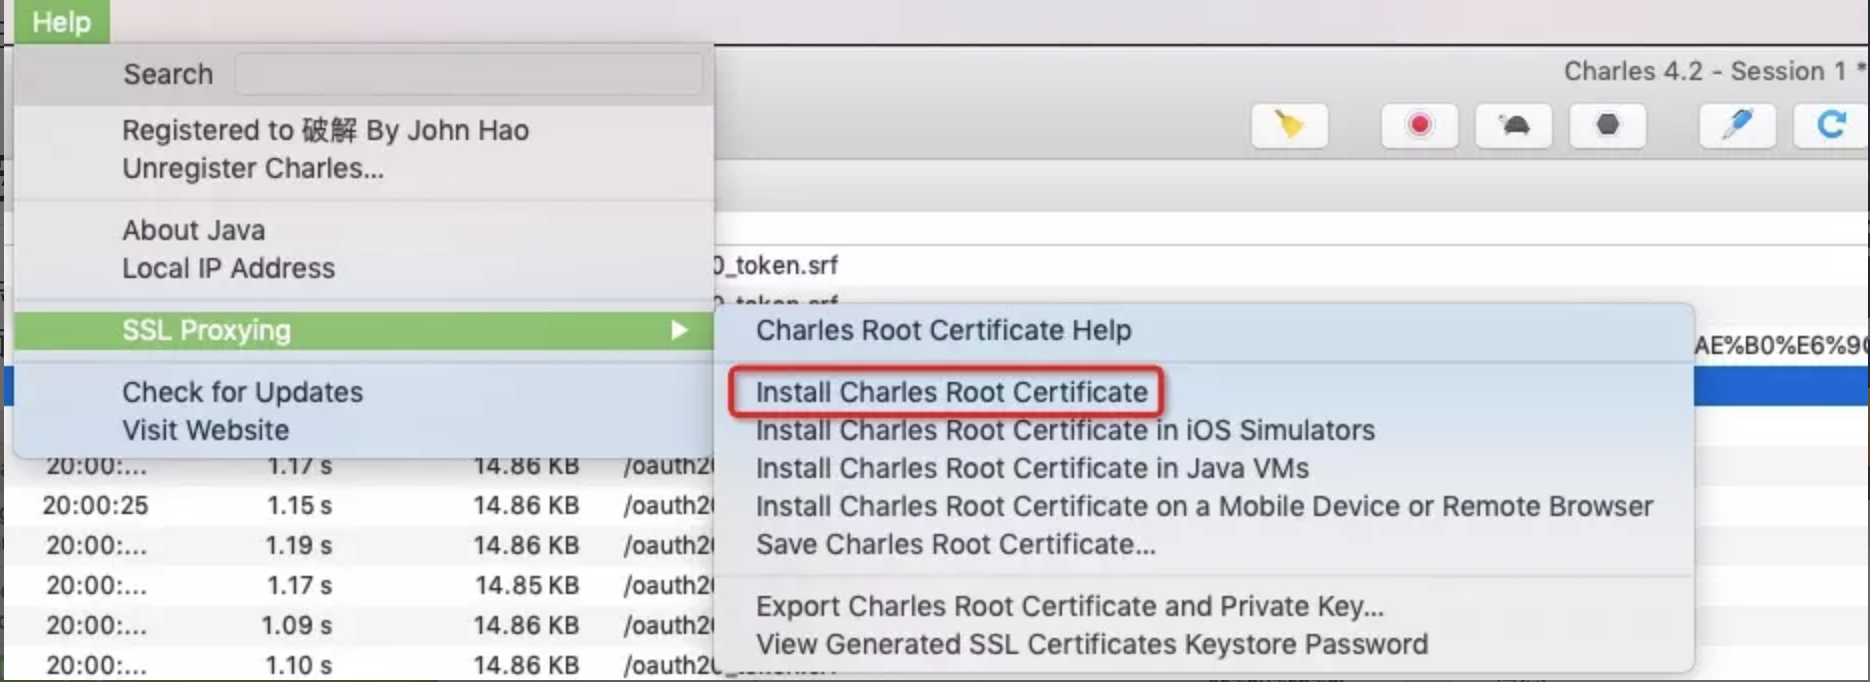 Help
Search
Charles 4.2 - Session 1 *
Registered to 破解 By John Hao
Unregister Charles...
About Java
Local IP Address
0_token.srf
SSL Proxying
Charles Root Certificate Help
AE%B0%E6%9
Check for Updates
Install Charles Root Certificate
Visit Website
Install Charles Root Certificate in iOS Simulators
20:00:... 1.17 s 14.86 KB /oauth2
Install Charles Root Certificate in Java VMs
20:00:25 1.15 s 14.86 KB /oauth2
Install Charles Root Certificate on a Mobile Device or Remote Browser
20:00:... 1.19 s 14.86 KB /oauth2
Save Charles Root Certificate...
20:00:... 1.17 s 14.85 KB /oauth2
Export Charles Root Certificate and Private Key...
20:00:... 1.09 s 14.86 KB /oauth2
View Generated SSL Certificates Keystore Password
20:00:... 1.10 s 14.86 KB /oauth20